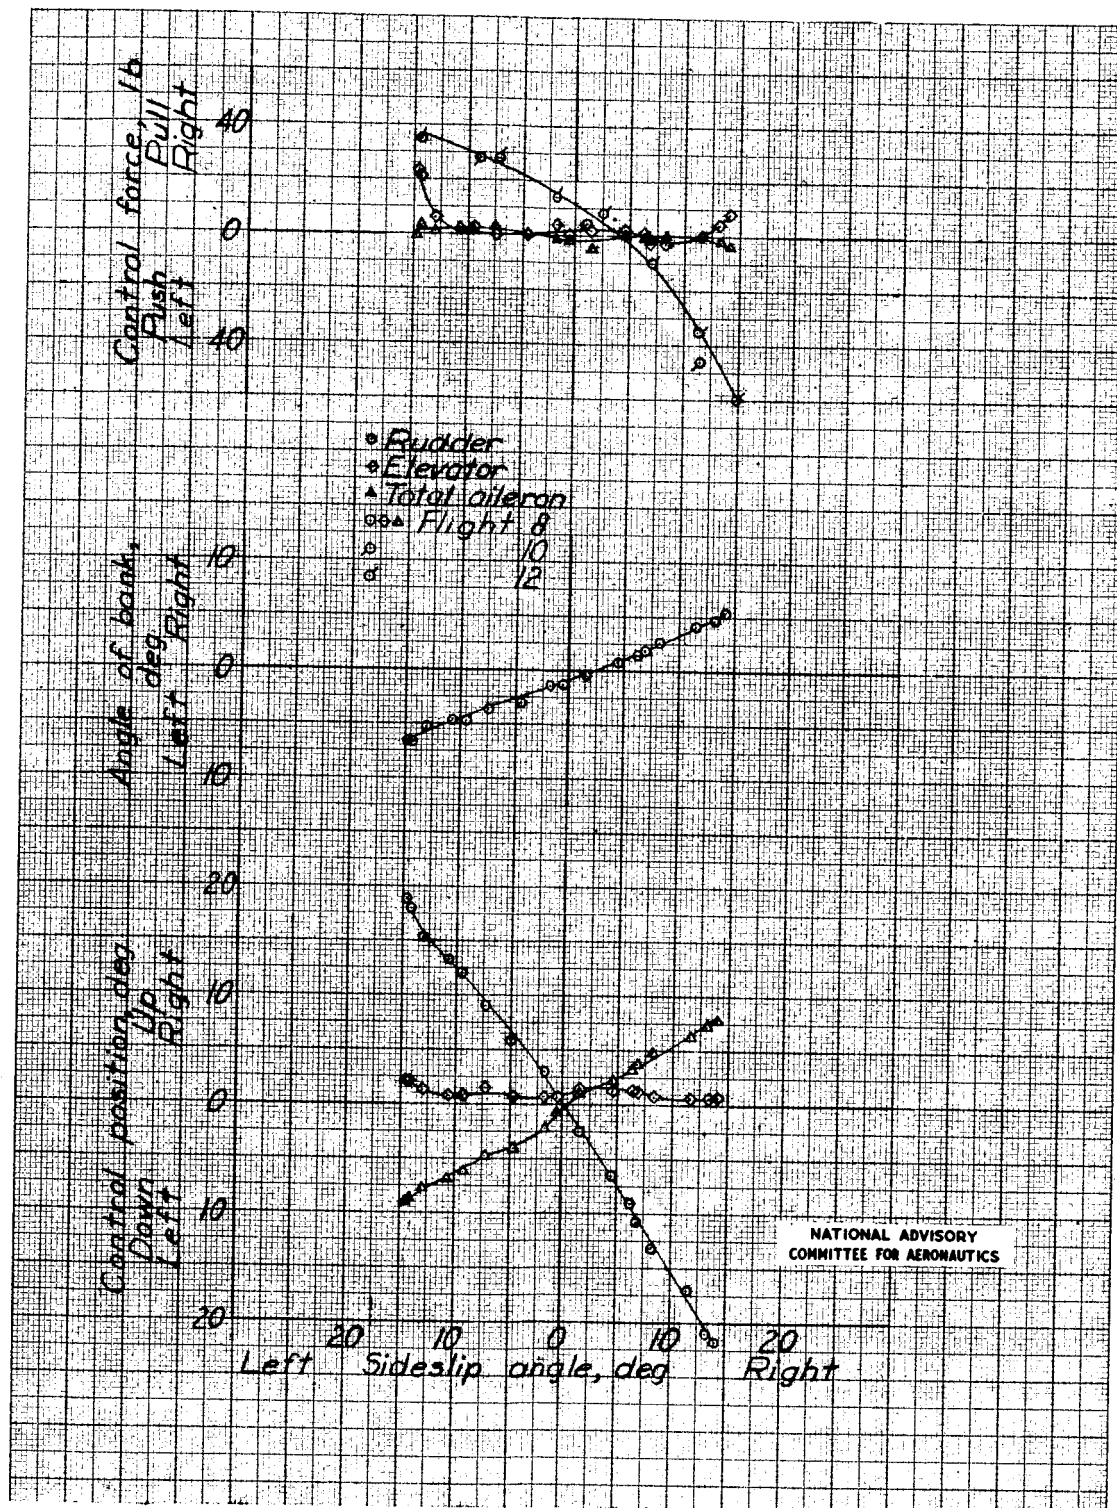 Control force, lb
Push Pull
Left Right
40
0
40
Rudder
Elevator
Total aileron
Flight 8
10
12
Angle of bank,
deg
Left Right
10
0
10
Control position, deg
Down Up
Left Right
20
10
0
10
20
20 10 0 10 20
Left Sideslip angle, deg Right
NATIONAL ADVISORY
COMMITTEE FOR AERONAUTICS